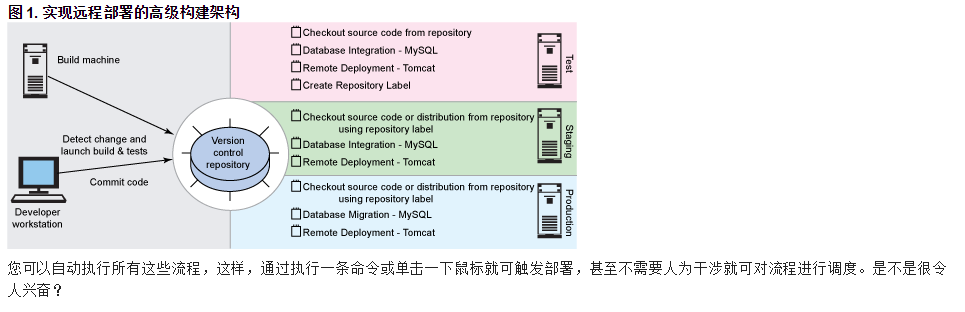 图 1. 实现远程部署的高级构建架构
Build machine
Detect change and
launch build & tests
Commit code
Developer
workstation
Version
control
repository
Checkout source code from repository
Database Integration - MySQL
Remote Deployment - Tomcat
Create Repository Label
Test
Checkout source code or distribution from repository
using repository label
Database Integration - MySQL
Remote Deployment - Tomcat
Staging
Checkout source code or distribution from repository
using repository label
Database Migration - MySQL
Remote Deployment - Tomcat
Production
您可以自动执行所有这些流程，这样，通过执行一条命令或单击一下鼠标就可触发部署，甚至不需要人为干涉就可对流程进行调度。是不是很令
人兴奋？